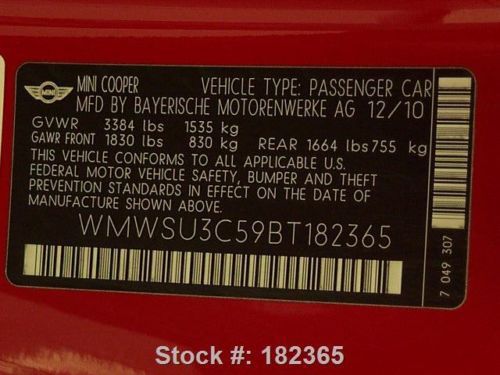 MINI
MINI COOPER VEHICLE TYPE: PASSENGER CAR
MFD BY BAYERISCHE MOTORENWERKE AG 12/10
GVWR 3384 lbs 1535 kg
GAWR FRONT 1830 lbs 830 kg REAR 1664 lbs 755 kg
THIS VEHICLE CONFORMS TO ALL APPLICABLE U.S.
FEDERAL MOTOR VEHICLE SAFETY, BUMPER AND THEFT
PREVENTION STANDARDS IN EFFECT ON THE DATE
OF MANUFACTURE SHOWN ABOVE.
WMWSU3C59BT182365
7 049 307
Stock #: 182365